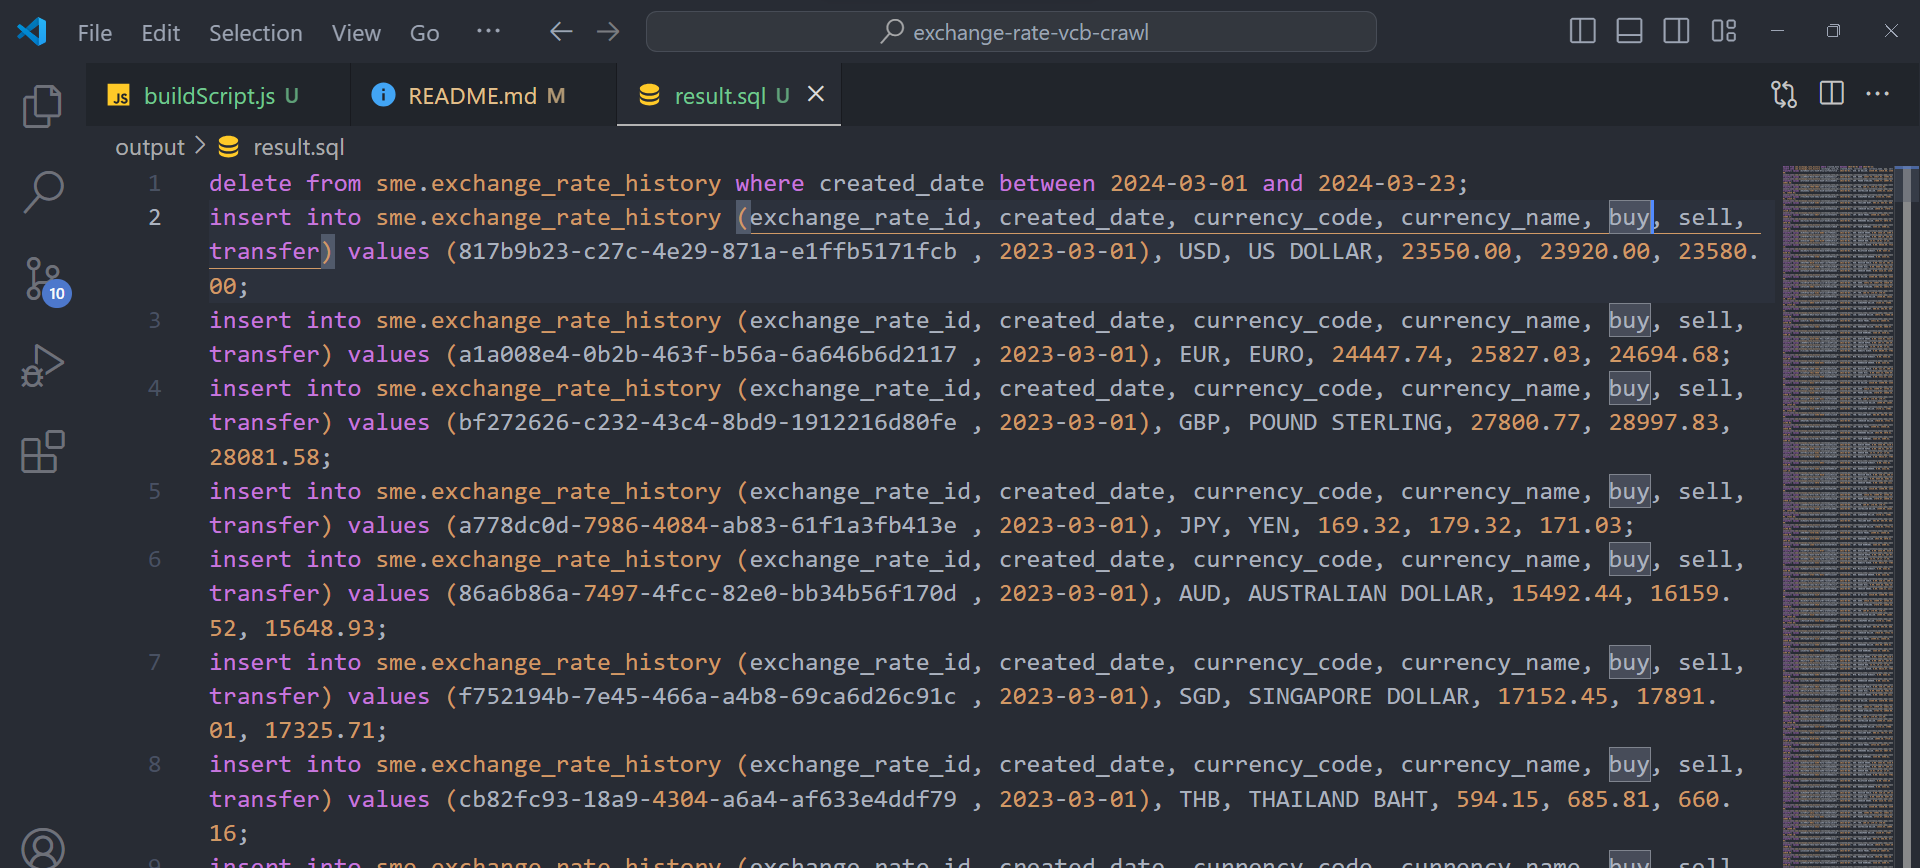 File Edit Selection View Go ··· exchange-rate-vcb-crawl
JS buildScript.js U README.md M result.sql U
output > result.sql
1 delete from sme.exchange_rate_history where created_date between 2024-03-01 and 2024-03-23;
2 insert into sme.exchange_rate_history (exchange_rate_id, created_date, currency_code, currency_name, buy, sell,
transfer) values (817b9b23-c27c-4e29-871a-e1ffb5171fcb , 2023-03-01), USD, US DOLLAR, 23550.00, 23920.00, 23580.
00;
10
3 insert into sme.exchange_rate_history (exchange_rate_id, created_date, currency_code, currency_name, buy, sell,
transfer) values (a1a008e4-0b2b-463f-b56a-6a646b6d2117 , 2023-03-01), EUR, EURO, 24447.74, 25827.03, 24694.68;
4 insert into sme.exchange_rate_history (exchange_rate_id, created_date, currency_code, currency_name, buy, sell,
transfer) values (bf272626-c232-43c4-8bd9-1912216d80fe , 2023-03-01), GBP, POUND STERLING, 27800.77, 28997.83,
28081.58;
5 insert into sme.exchange_rate_history (exchange_rate_id, created_date, currency_code, currency_name, buy, sell,
transfer) values (a778dc0d-7986-4084-ab83-61f1a3fb413e , 2023-03-01), JPY, YEN, 169.32, 179.32, 171.03;
6 insert into sme.exchange_rate_history (exchange_rate_id, created_date, currency_code, currency_name, buy, sell,
transfer) values (86a6b86a-7497-4fcc-82e0-bb34b56f170d , 2023-03-01), AUD, AUSTRALIAN DOLLAR, 15492.44, 16159.
52, 15648.93;
7 insert into sme.exchange_rate_history (exchange_rate_id, created_date, currency_code, currency_name, buy, sell,
transfer) values (f752194b-7e45-466a-a4b8-69ca6d26c91c , 2023-03-01), SGD, SINGAPORE DOLLAR, 17152.45, 17891.
01, 17325.71;
8 insert into sme.exchange_rate_history (exchange_rate_id, created_date, currency_code, currency_name, buy, sell,
transfer) values (cb82fc93-18a9-4304-a6a4-af633e4ddf79 , 2023-03-01), THB, THAILAND BAHT, 594.15, 685.81, 660.
16;
9 insert into sme.exchange_rate_history (exchange_rate_id, created_date, currency_code, currency_name, buy, sell,